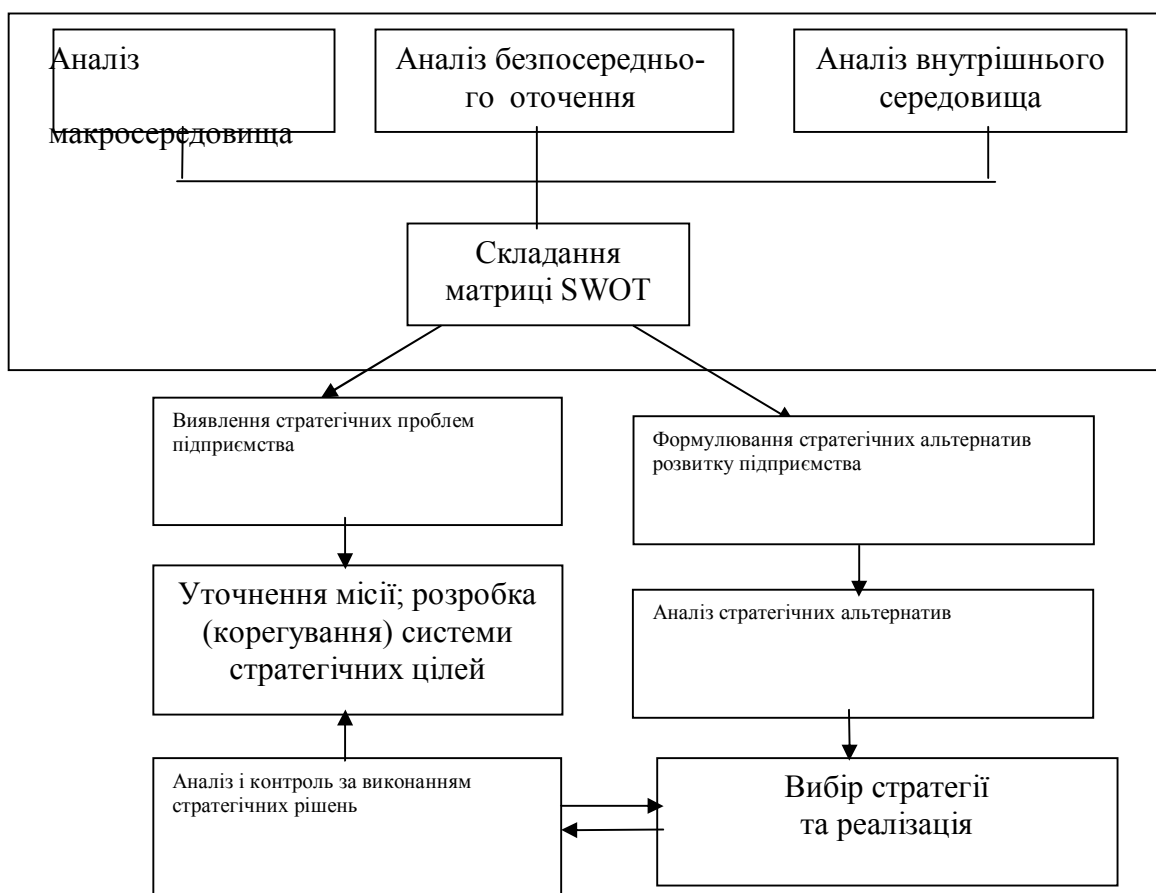 Аналіз
макросередовища
Аналіз безпосереднь-
го оточення
Аналіз внутрішнього
середовища
Складання
матриці SWOT
Виявлення стратегічних проблем
підприємства
Формулювання стратегічних альтернатив
розвитку підприємства
Уточнення місії; розробка
(корегування) системи
стратегічних цілей
Аналіз стратегічних альтернатив
Аналіз і контроль за виконанням
стратегічних рішень
Вибір стратегії
та реалізація